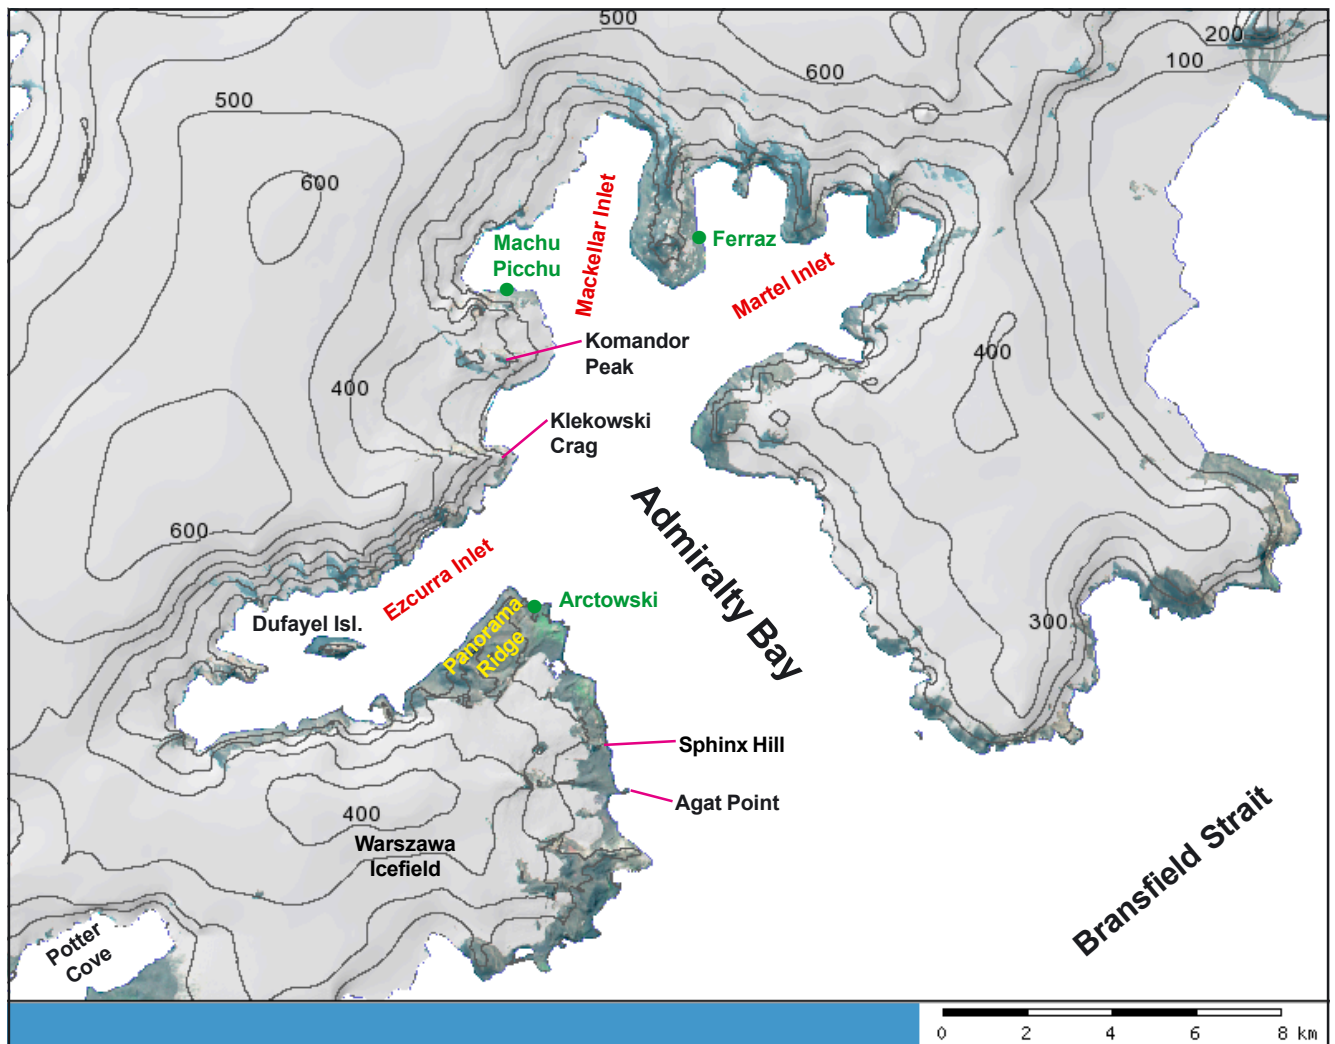 500
200
100
600
500
600
Machu
Picchu
Mackellar Inlet
Ferraz
Martel Inlet
Komandor
Peak
400
400
Klekowski
Crag
Admiralty Bay
600
Ezcurra Inlet
Arctowski
Dufayel Isl.
Panorama
Ridge
300
Sphinx Hill
Agat Point
400
Warszawa
Icefield
Bransfield Strait
Potter
Cove
0 2 4 6 8 km